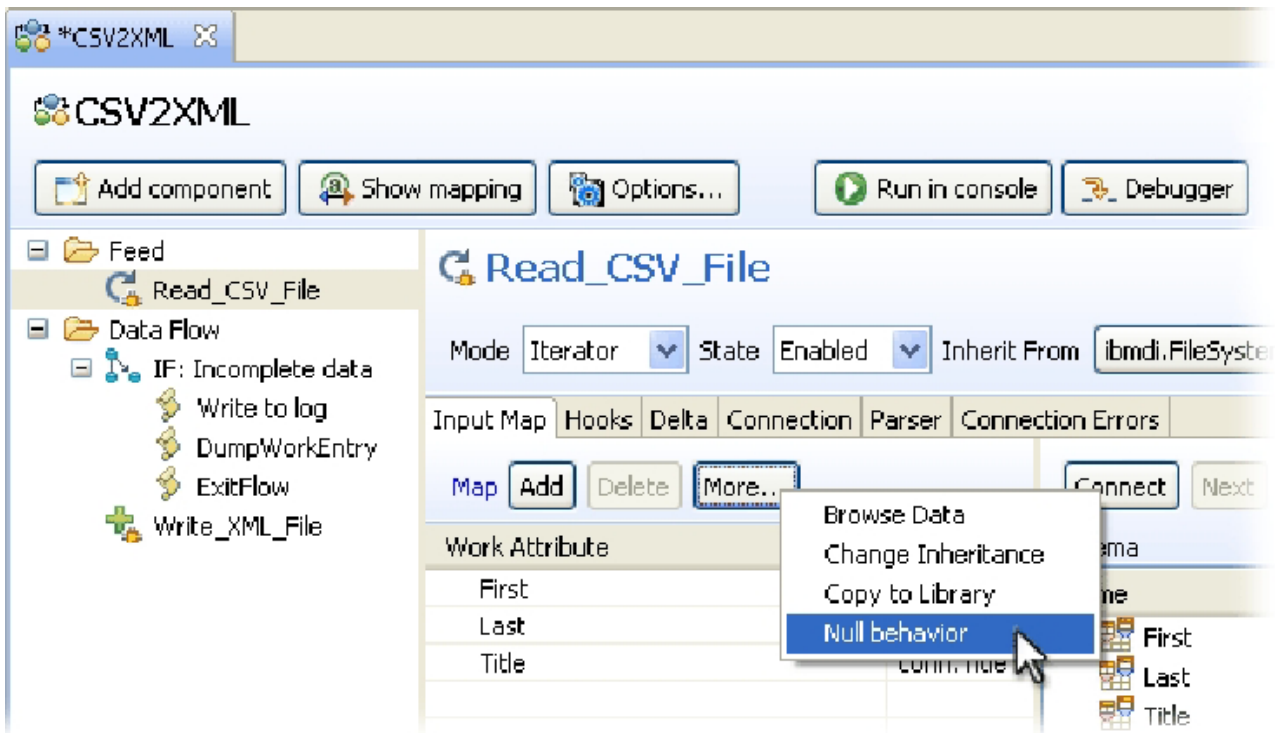 *CSV2XML
CSV2XML
Add component Show mapping Options... Run in console Debugger
Feed
Read_CSV_File
Data Flow
IF: Incomplete data
Write to log
DumpWorkEntry
ExitFlow
Write_XML_File
Read_CSV_File
Mode Iterator State Enabled Inherit From ibmdi.FileSyste
Input Map Hooks Delta Connection Parser Connection Errors
Map Add Delete More... Connect Next
Browse Data
Change Inheritance
Copy to Library
Null behavior
Work Attribute
First
Last
Title
First
Last
Title